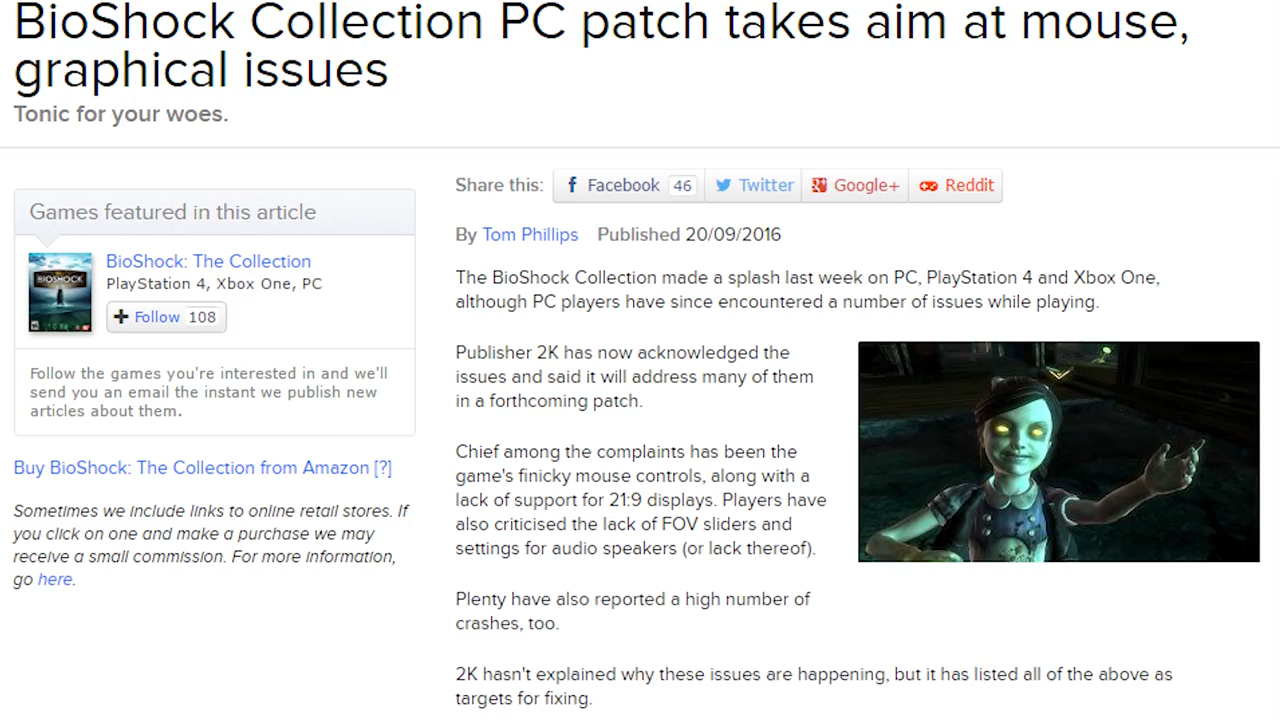 BioShock Collection PC patch takes aim at mouse,
graphical issues
Tonic for your woes.
Games featured in this article
BIOSHOCK
BioShock: The Collection
PlayStation 4, Xbox One, PC
Follow 108
Follow the games you're interested in and we'll
send you an email the instant we publish new
articles about them.
Buy BioShock: The Collection from Amazon [?]
Sometimes we include links to online retail stores. If
you click on one and make a purchase we may
receive a small commission. For more information,
go here.
Share this: Facebook 46 Twitter Google+ Reddit
By Tom Phillips Published 20/09/2016
The BioShock Collection made a splash last week on PC, PlayStation 4 and Xbox One,
although PC players have since encountered a number of issues while playing.
Publisher 2K has now acknowledged the
issues and said it will address many of them
in a forthcoming patch.
Chief among the complaints has been the
game's finicky mouse controls, along with a
lack of support for 21:9 displays. Players have
also criticised the lack of FOV sliders and
settings for audio speakers (or lack thereof).
Plenty have also reported a high number of
crashes, too.
2K hasn't explained why these issues are happening, but it has listed all of the above as
targets for fixing.